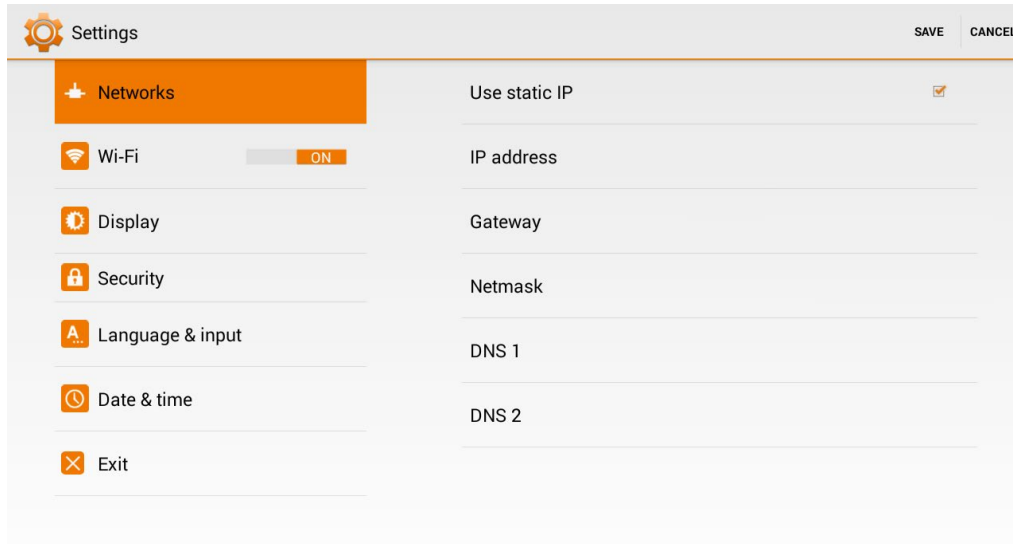 Settings
SAVE
CANCEL
Networks
Wi-Fi
ON
Display
Security
Language & input
Date & time
Exit
Use static IP
IP address
Gateway
Netmask
DNS 1
DNS 2
A...